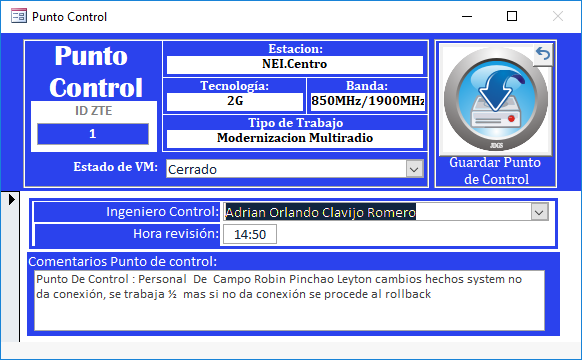 Punto Control
Punto
Control
ID ZTE
1
Estacion:
NEI.Centro
Tecnología:
Banda:
2G
850MHz/1900MHz
Tipo de Trabajo
Modernizacion Multiradio
Estado de VM:
Cerrado
JDGS
Guardar Punto
de Control
Ingeniero Control:
Adrian Orlando Clavijo Romero
Hora revisión:
14:50
Comentarios Punto de control:
Punto De Control : Personal De Campo Robin Pinchao Leyton cambios hechos system no
da conexión, se trabaja ½ mas si no da conexión se procede al rollback